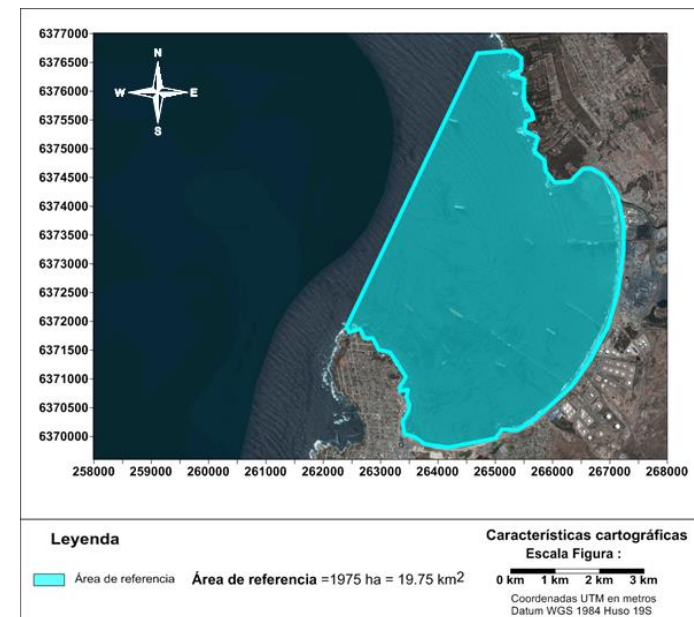 6377000
6376500
6376000
6375500
6375000
6374500
6374000
6373500
6373000
6372500
6372000
6371500
6371000
6370500
6370000
N
W E
S
258000 259000 260000 261000 262000 263000 264000 265000 266000 267000 268000
Leyenda
Área de referencia
Área de referencia =1975 ha = 19.75 km2
Características cartográficas
Escala Figura :
0 km 1 km 2 km 3 km
Coordenadas UTM en metros
Datum WGS 1984 Huso 19S